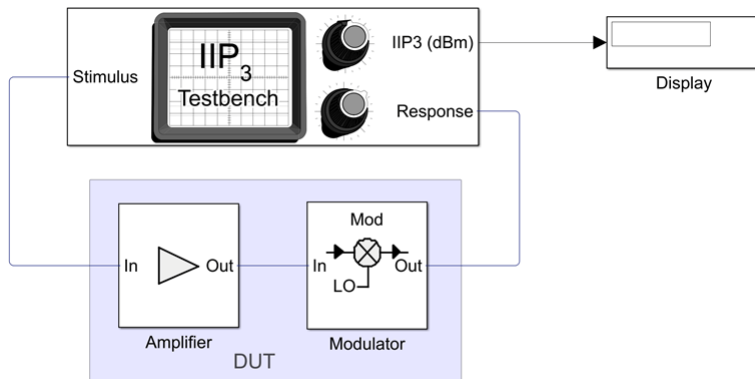 Stimulus
IIP3
Testbench
IIP3 (dBm)
Response
Display
In
Out
Amplifier
Mod
In
Out
LO
Modulator
DUT